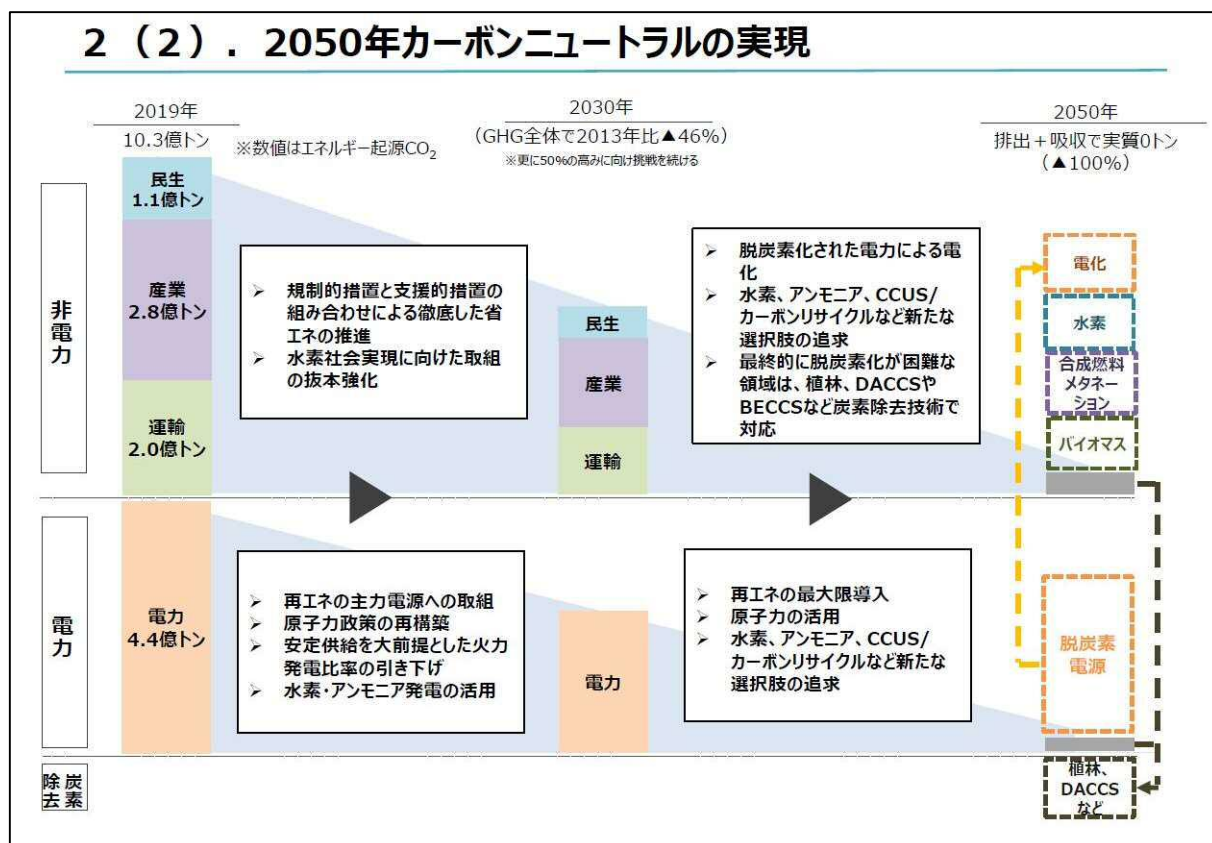 2（2）．2050年カーボンニュートラルの実現
2019年
10.3億トン
※数値はエネルギー起源CO2
2030年
（GHG全体で2013年比▲46%）
※更に50%の高みに向け挑戦を続ける
2050年
排出＋吸収で実質0トン
（▲100%）
非電力
民生
1.1億トン
産業
2.8億トン
運輸
2.0億トン
➢ 規制的措置と支援的措置の
組み合わせによる徹底した省
エネの推進
➢ 水素社会実現に向けた取組
の抜本強化
民生
産業
運輸
➢ 脱炭素化された電力による電
化
➢ 水素、アンモニア、CCUS/
カーボンリサイクルなど新たな
選択肢の追求
➢ 最終的に脱炭素化が困難な
領域は、植林、DACCSや
BECCSなど炭素除去技術で
対応
電化
水素
合成燃料
メタネー
ション
バイオマス
電力
電力
4.4億トン
➢ 再エネの主力電源への取組
➢ 原子力政策の再構築
➢ 安定供給を大前提とした火力
発電比率の引き下げ
➢ 水素・アンモニア発電の活用
電力
➢ 再エネの最大限導入
➢ 原子力の活用
➢ 水素、アンモニア、CCUS/
カーボンリサイクルなど新たな
選択肢の追求
脱炭素
電源
炭素
除去
植林、
DACCS
など